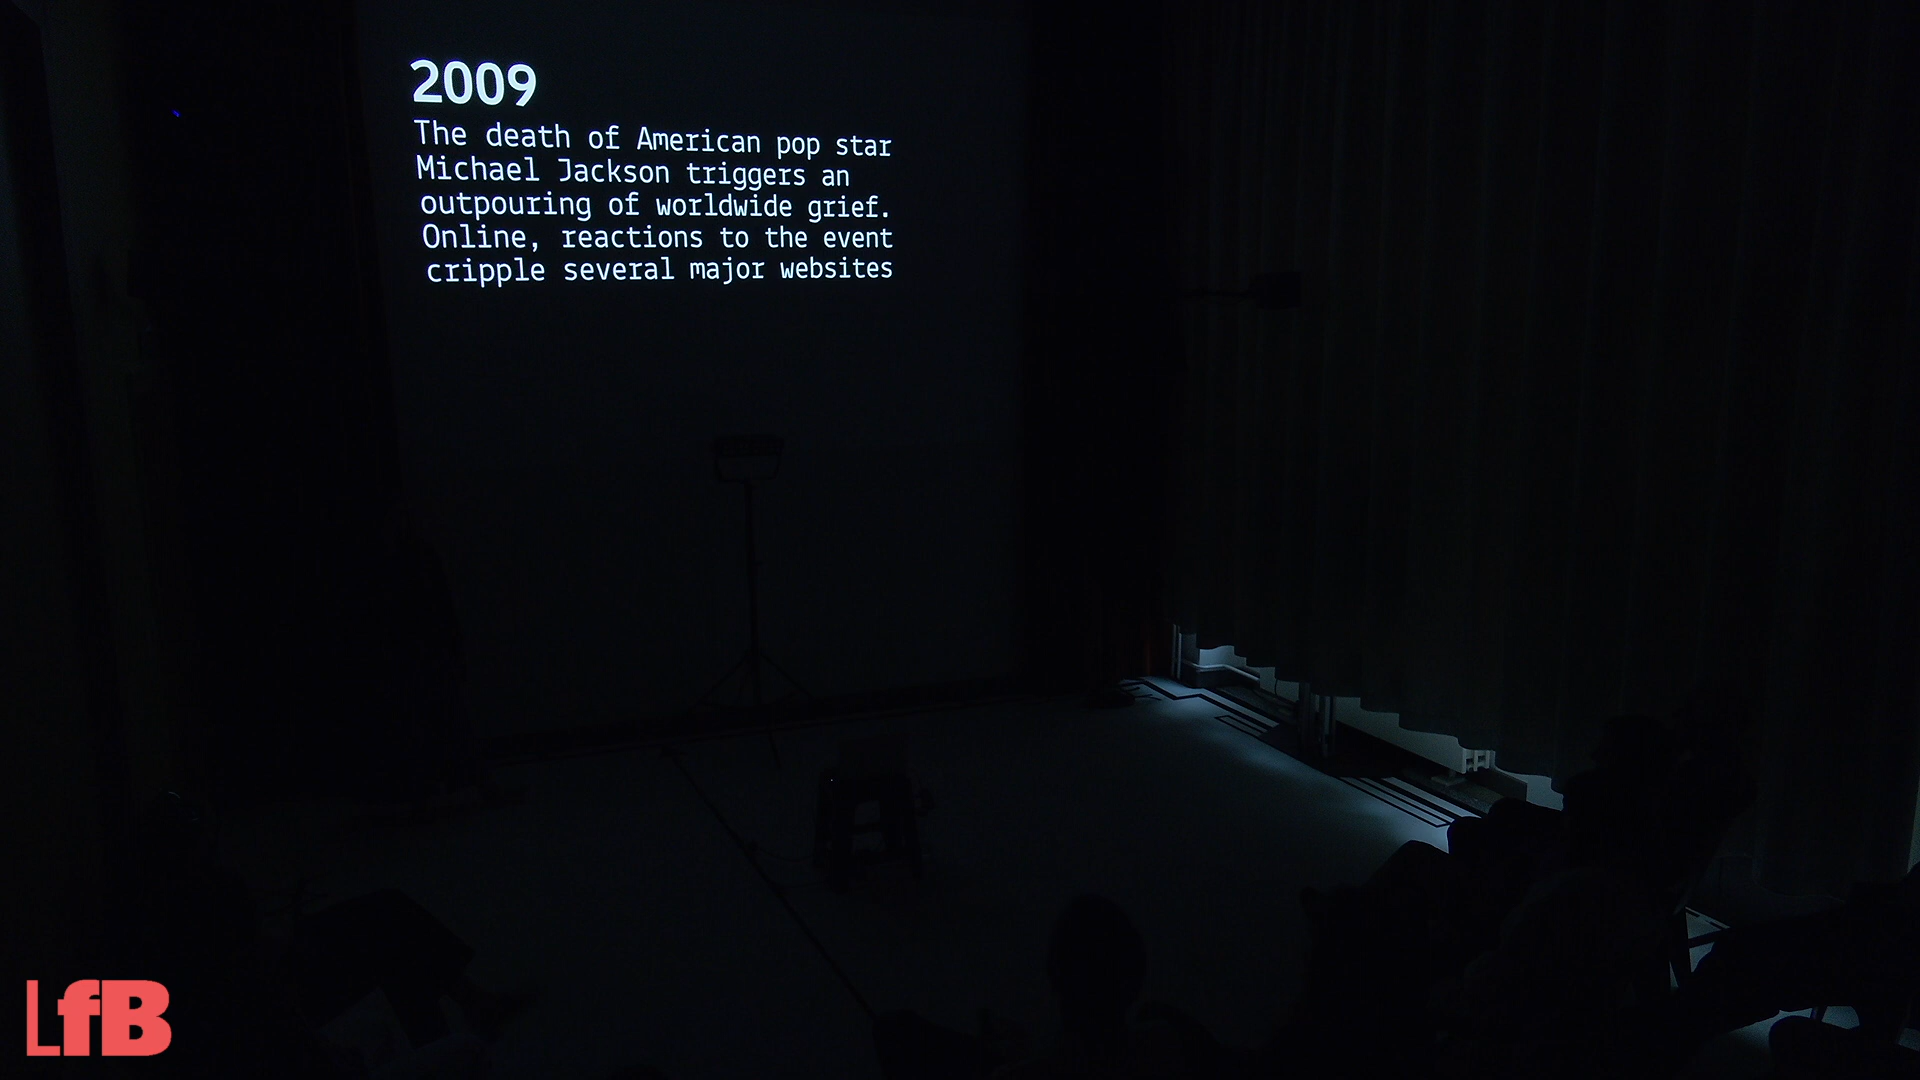 2009
The death of American pop star
Michael Jackson triggers an
outpouring of worldwide grief.
Online, reactions to the event
cripple several major websites
LfB